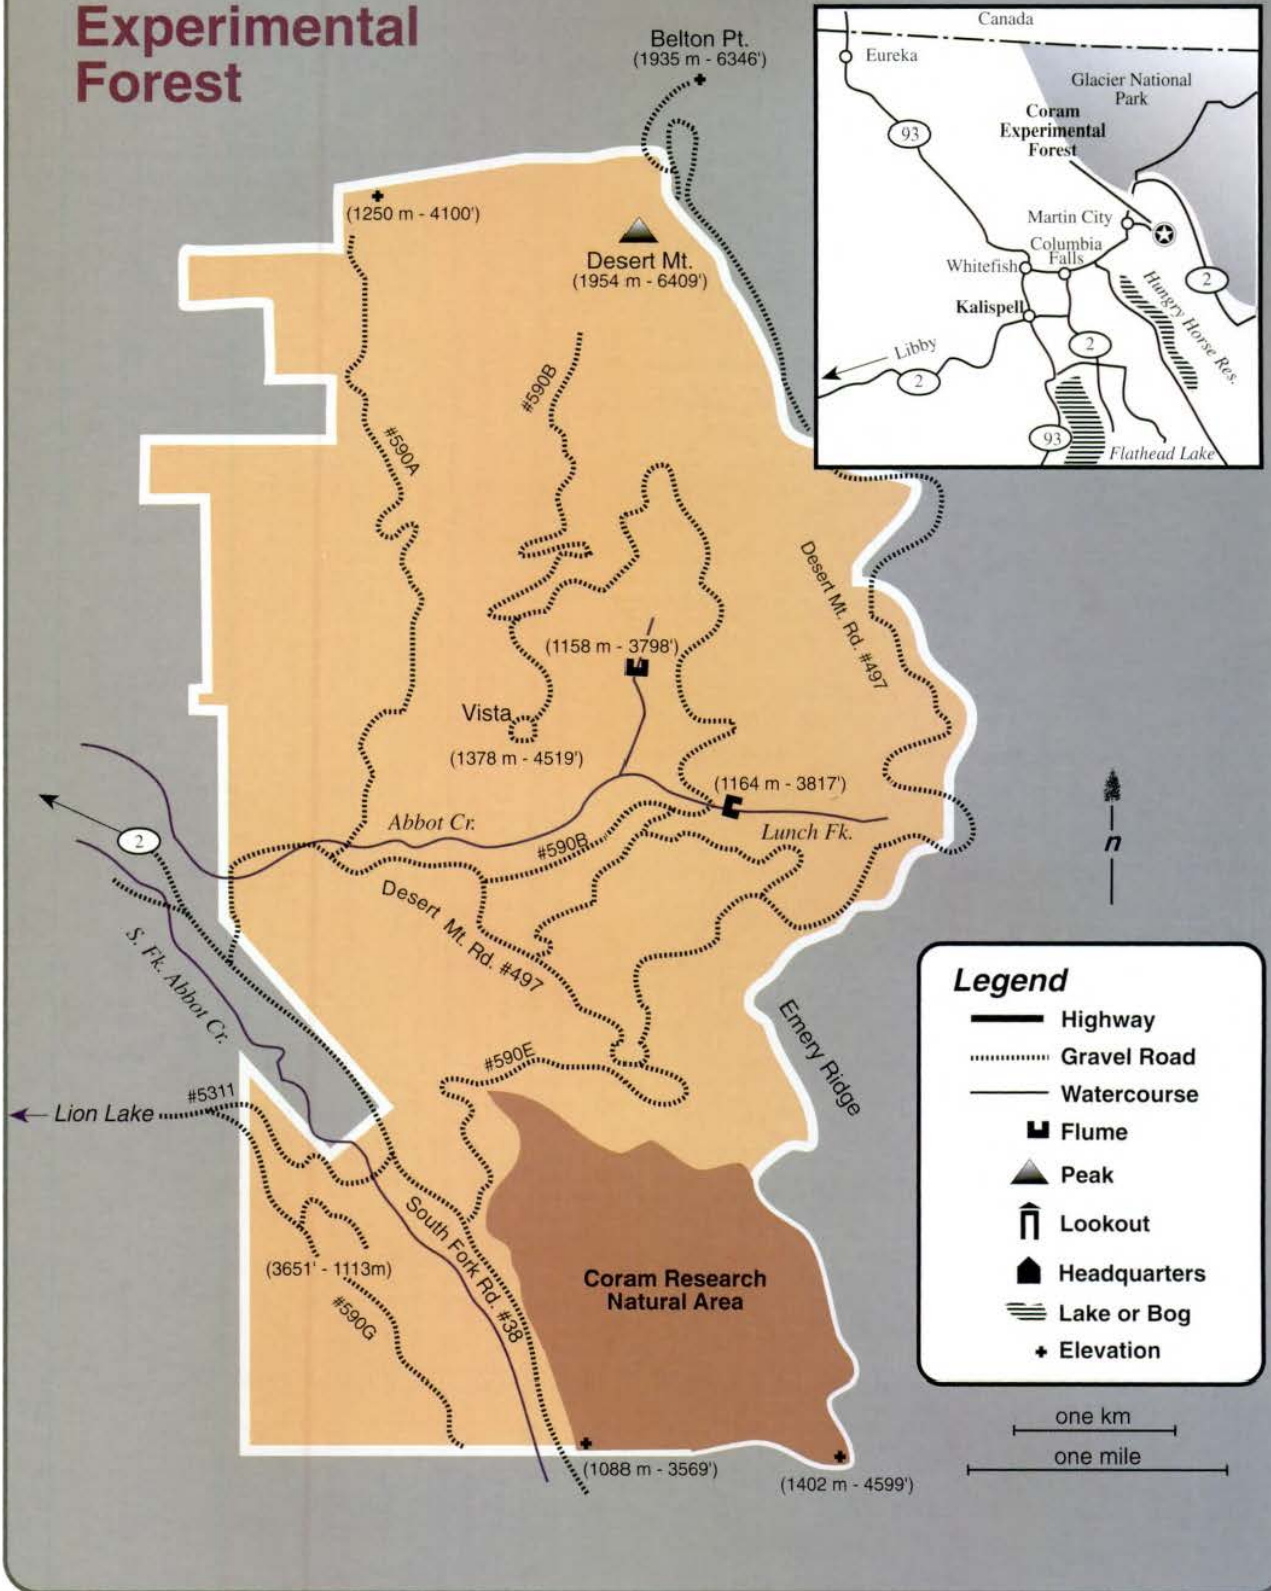 Experimental
Forest
Belton Pt.
(1935 m - 6346')
(1250 m - 4100')
Desert Mt.
(1954 m - 6409')
#590B
#590A
Desert Mt. Rd. #497
(1158 m - 3798')
Vista
(1378 m - 4519')
(1164 m - 3817')
Abbot Cr.
Lunch Fk.
#590B
2
Desert Mt. Rd. #497
S. Fk. Abbot Cr.
Emery Ridge
#590E
#5311
Lion Lake
South Fork Rd. #38
(3651' - 1113m)
#590G
Coram Research
Natural Area
(1088 m - 3569')
(1402 m - 4599')
Canada
Eureka
Glacier National
Park
Coram
Experimental
Forest
93
Martin City
Columbia
Falls
Whitefish
2
Hungry Horse Res.
Kalispell
Libby
2
2
93
Flathead Lake
n
Legend
Highway
Gravel Road
Watercourse
Flume
Peak
Lookout
Headquarters
Lake or Bog
Elevation
one km
one mile